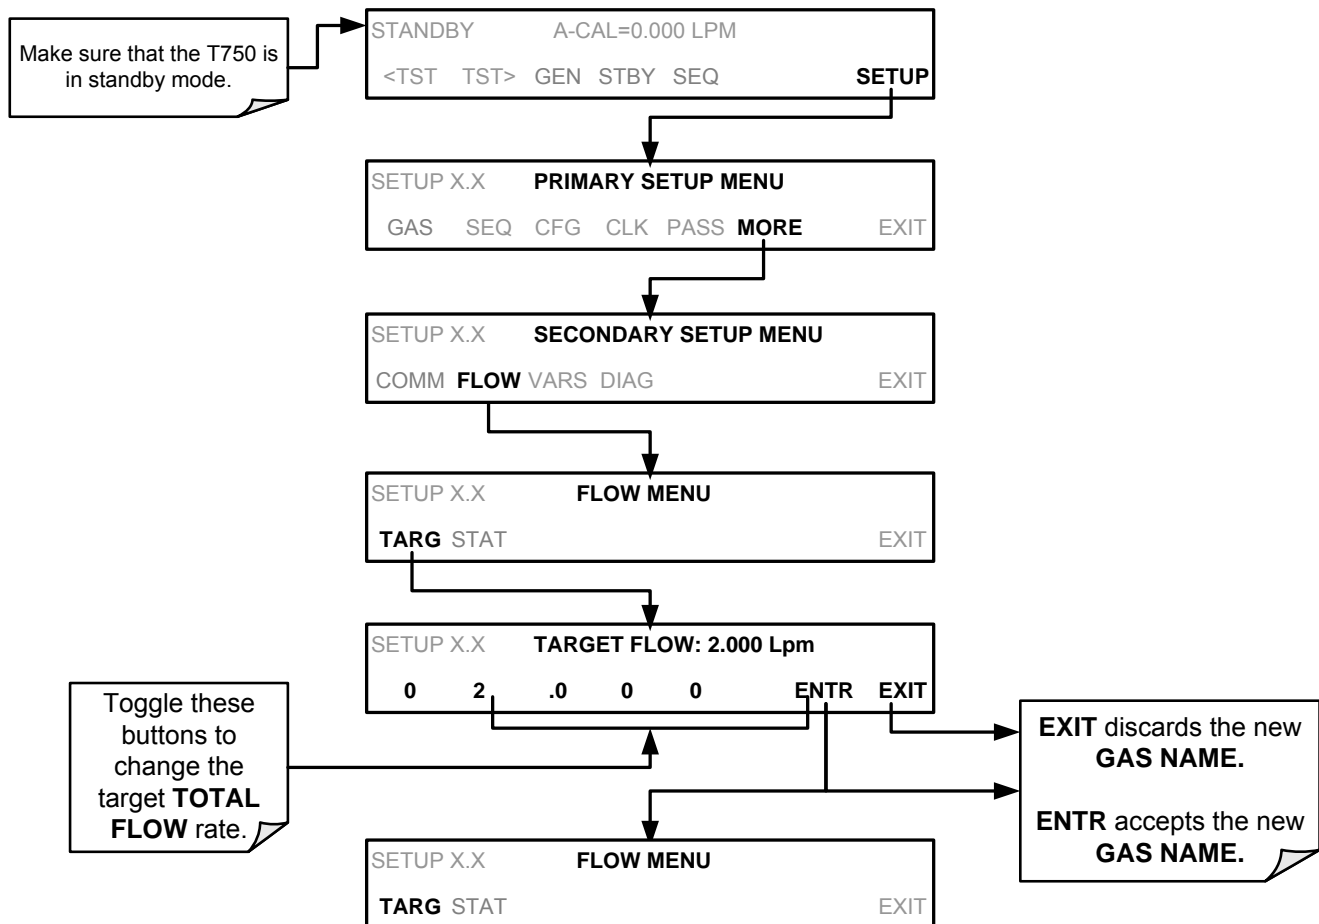 Make sure that the T750 is
in standby mode.
STANDBY A-CAL=0.000 LPM
<TST TST> GEN STBY SEQ SETUP
SETUP X.X PRIMARY SETUP MENU
GAS SEQ CFG CLK PASS MORE EXIT
SETUP X.X SECONDARY SETUP MENU
COMM FLOW VARS DIAG EXIT
SETUP X.X FLOW MENU
TARG STAT EXIT
SETUP X.X TARGET FLOW: 2.000 Lpm
0 2 .0 0 0 ENTR EXIT
Toggle these
buttons to
change the
target TOTAL
FLOW rate.
EXIT discards the new
GAS NAME.
ENTR accepts the new
GAS NAME.
SETUP X.X FLOW MENU
TARG STAT EXIT